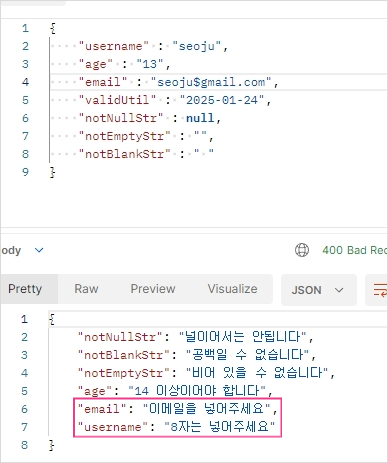 1 {
2 "username" : "seoju",
3 "age" : "13",
4 "email" : "seoju$gmail.com",
5 "validUtil" : "2025-01-24",
6 "notNullStr" : null,
7 "notEmptyStr" : "",
8 "notBlankStr" : " "
9 }
ody 400 Bad Rec
Pretty Raw Preview Visualize JSON
1 {
2 "notNullStr": "널이어서는 안됩니다",
3 "notBlankStr": "공백일 수 없습니다",
4 "notEmptyStr": "비어 있을 수 없습니다",
5 "age": "14 이상이어야 합니다",
6 "email": "이메일을 넣어주세요",
7 "username": "8자는 넣어주세요"
8 }